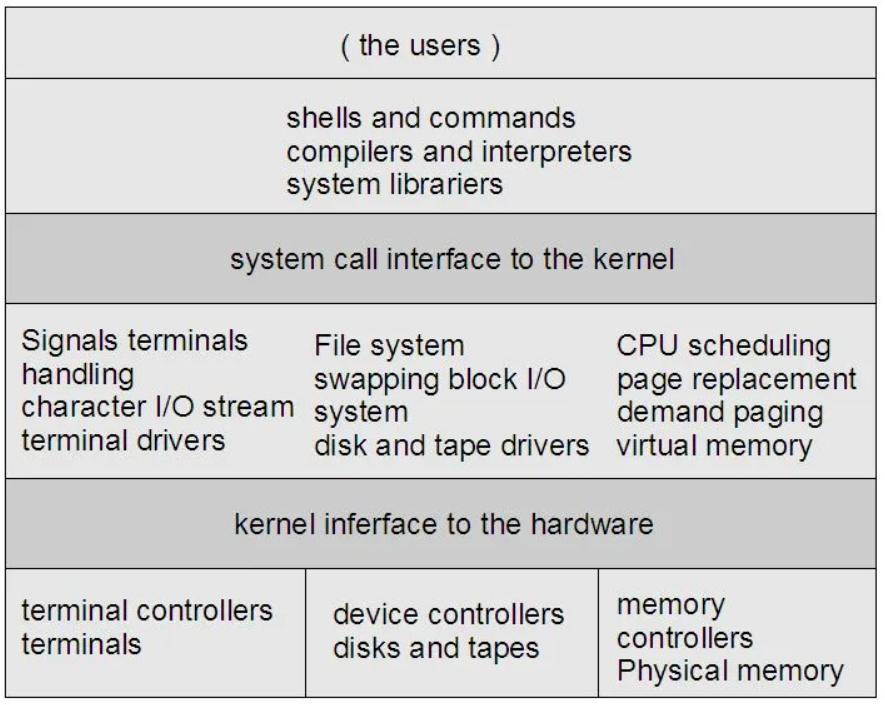 ( the users )
shells and commands
compilers and interpreters
system librariers
system call interface to the kernel
Signals terminals
handling
character I/O stream
terminal drivers
File system
swapping block I/O
system
disk and tape drivers
CPU scheduling
page replacement
demand paging
virtual memory
kernel inferface to the hardware
terminal controllers
terminals
device controllers
disks and tapes
memory
controllers
Physical memory